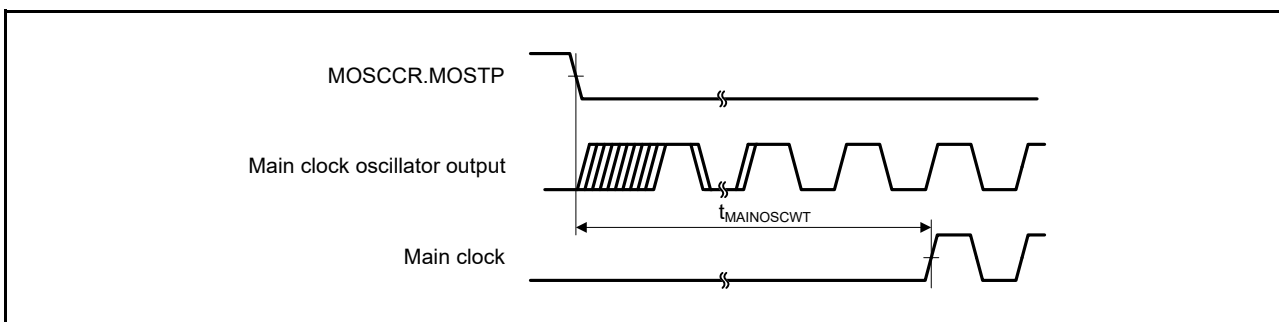 MOSCCR.MOSTP
Main clock oscillator output
tMAINOSCWT
Main clock